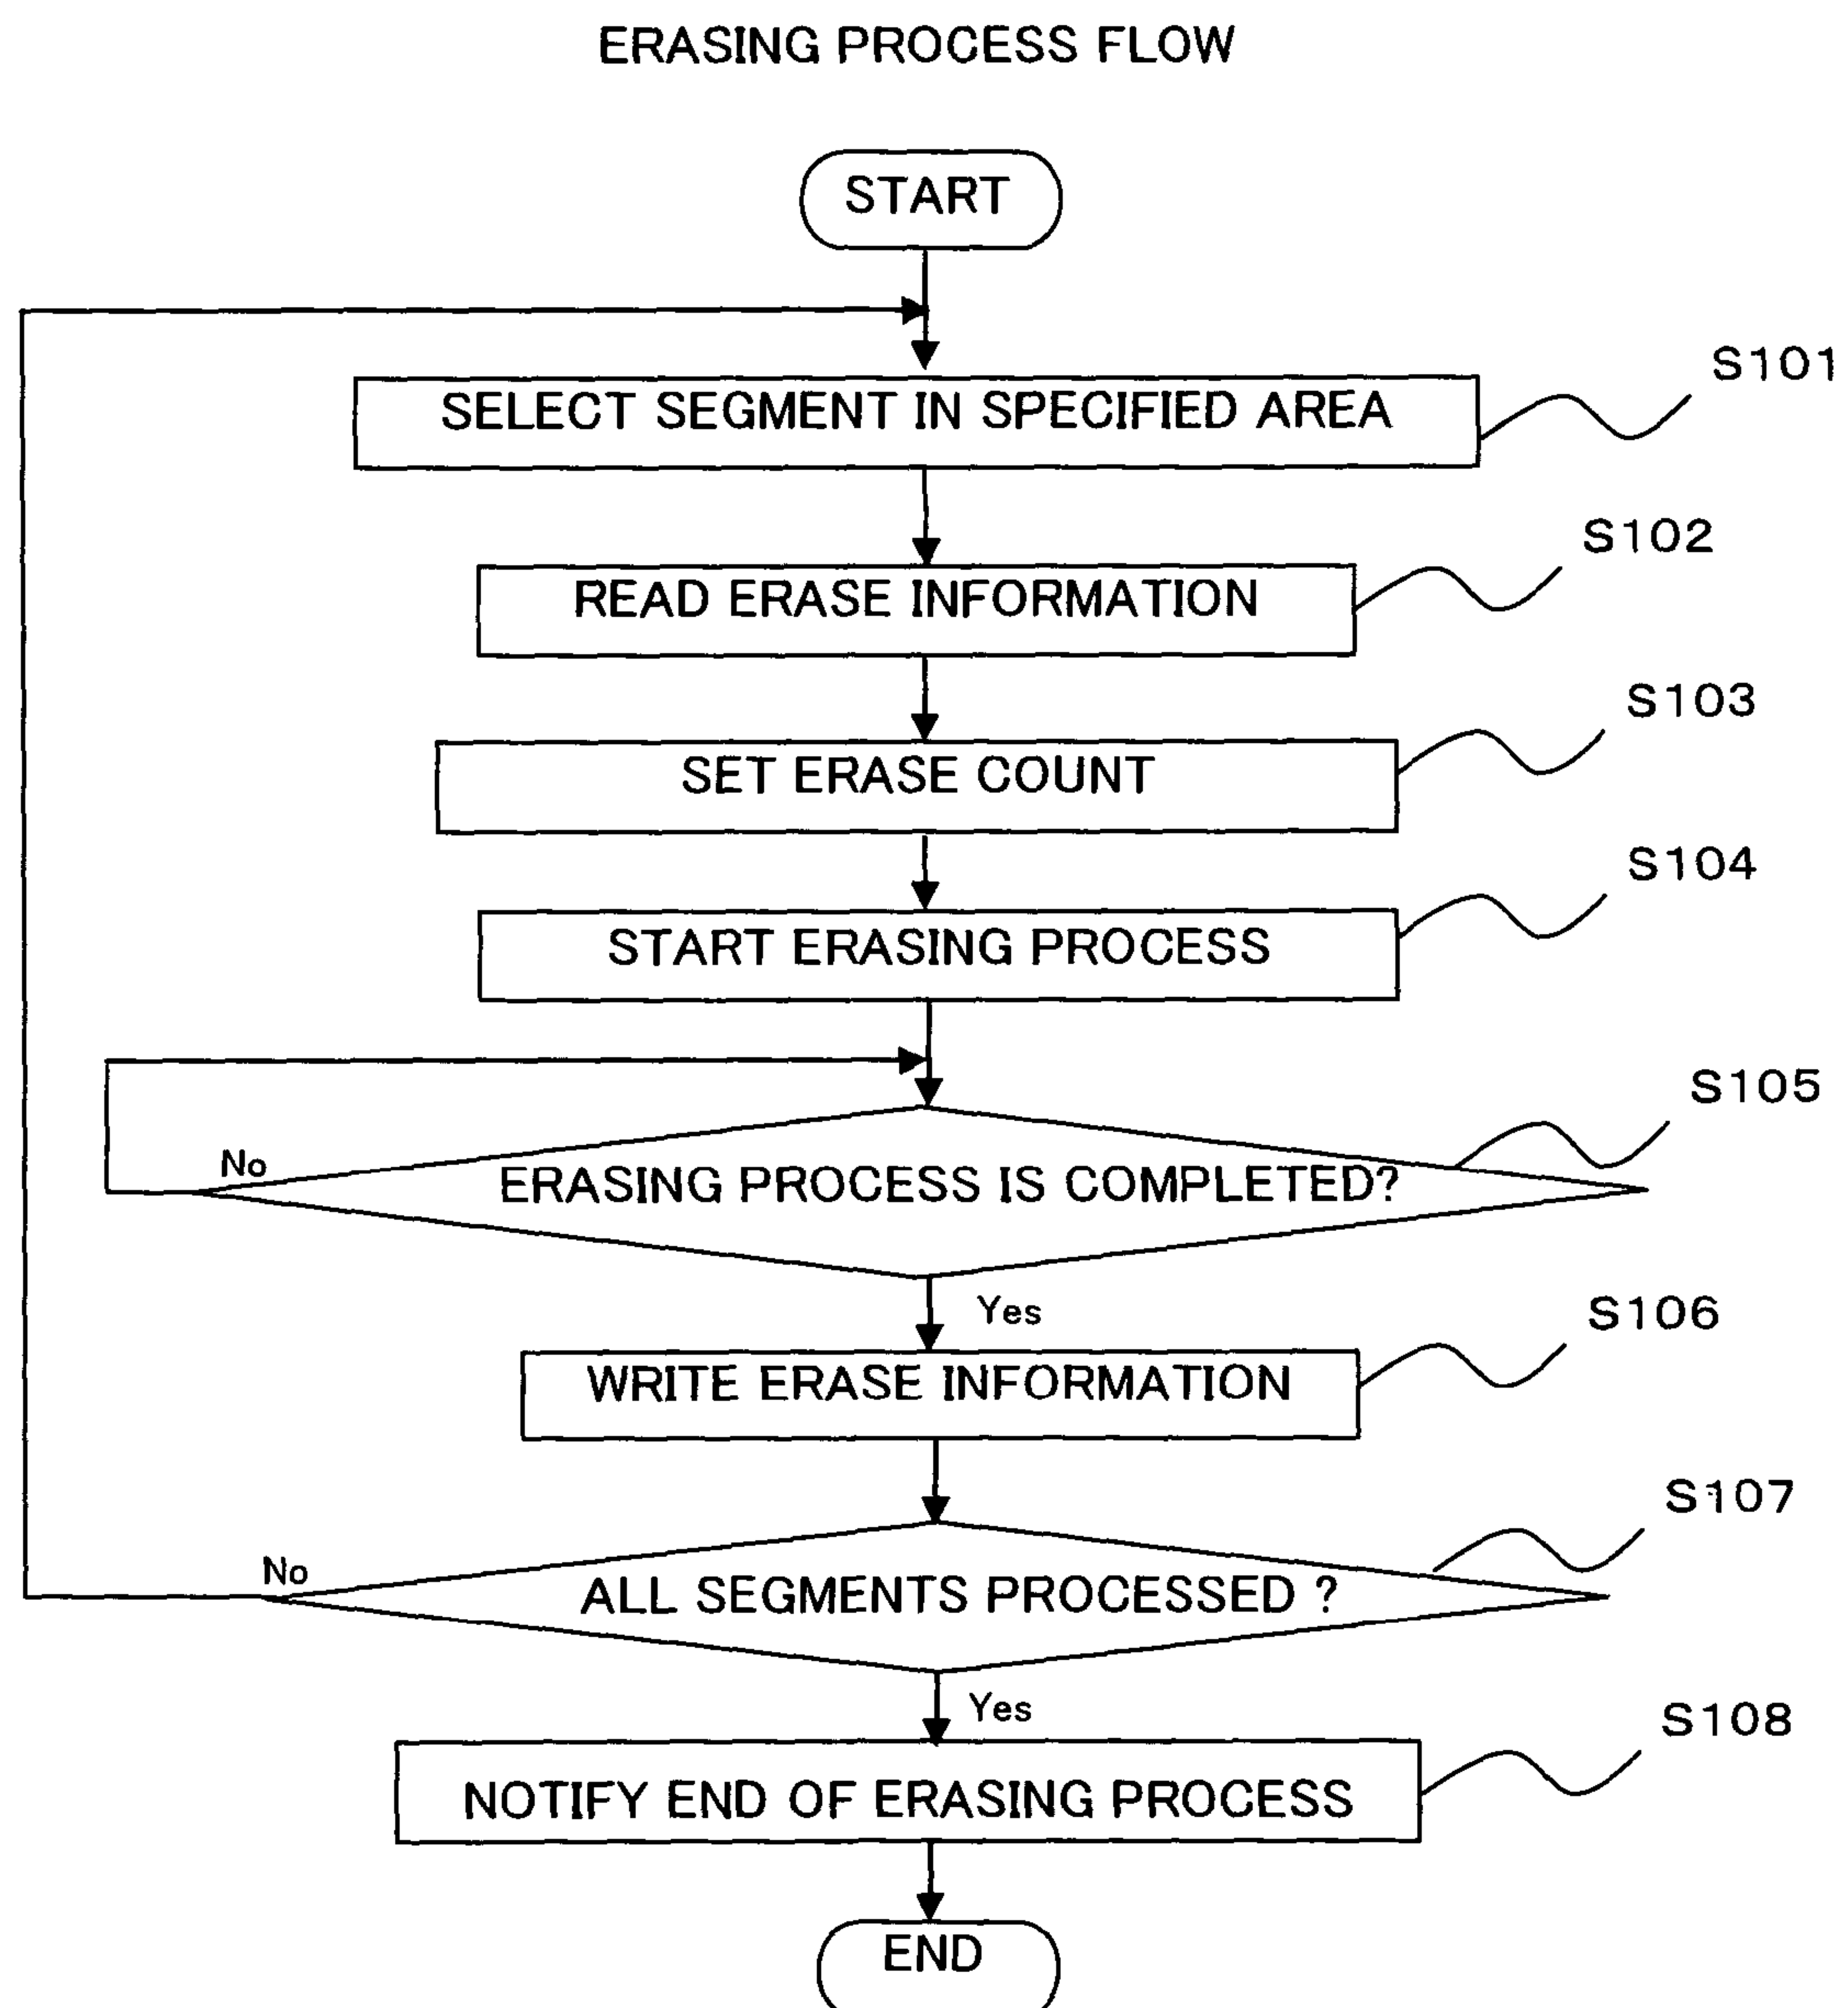 ERASING PROCESS FLOW
START
S101
SELECT SEGMENT IN SPECIFIED AREA
S102
READ ERASE INFORMATION
S103
SET ERASE COUNT
S104
START ERASING PROCESS
S105
No
ERASING PROCESS IS COMPLETED?
Yes
S106
WRITE ERASE INFORMATION
S107
No
ALL SEGMENTS PROCESSED ?
Yes
S108
NOTIFY END OF ERASING PROCESS
END